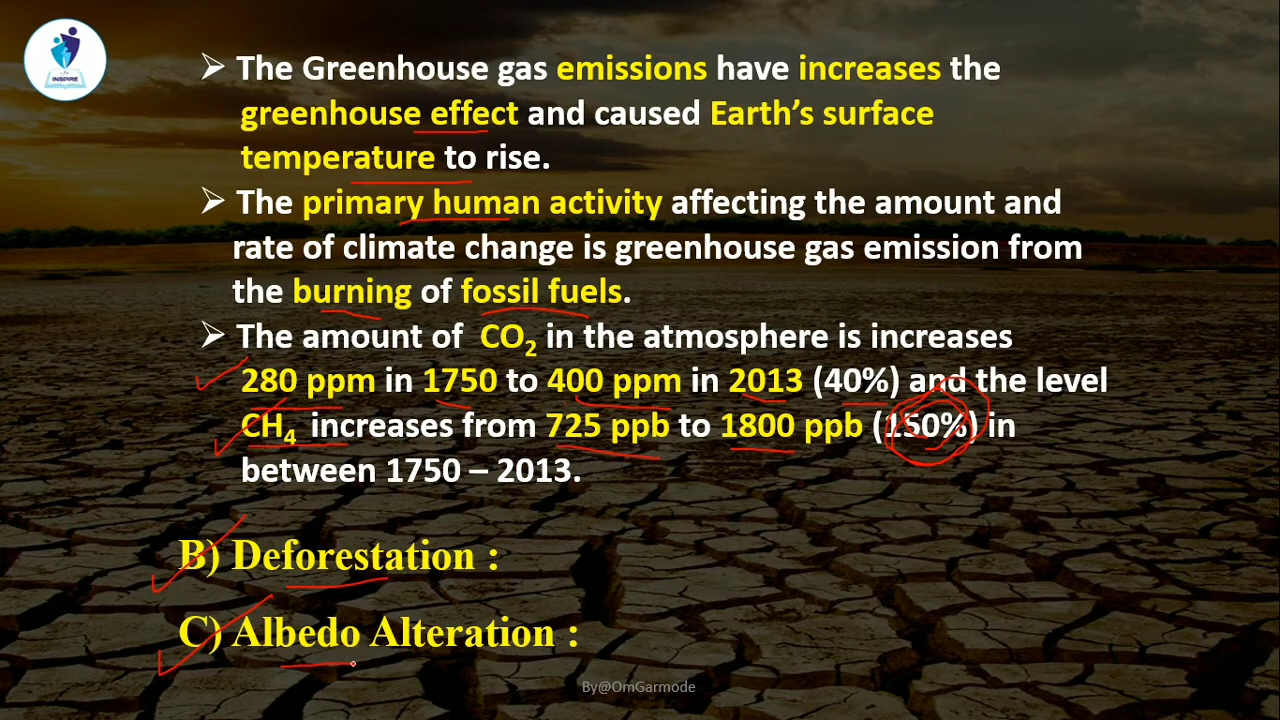 INSPIRE
➢ The Greenhouse gas emissions have increases the
greenhouse effect and caused Earth's surface
temperature to rise.
➢ The primary human activity affecting the amount and
rate of climate change is greenhouse gas emission from
the burning of fossil fuels.
➢ The amount of CO₂ in the atmosphere is increases
280 ppm in 1750 to 400 ppm in 2013 (40%) and the level
CH₄ increases from 725 ppb to 1800 ppb (150%) in
between 1750 – 2013.
B) Deforestation :
C) Albedo Alteration :
By@OmGarmode